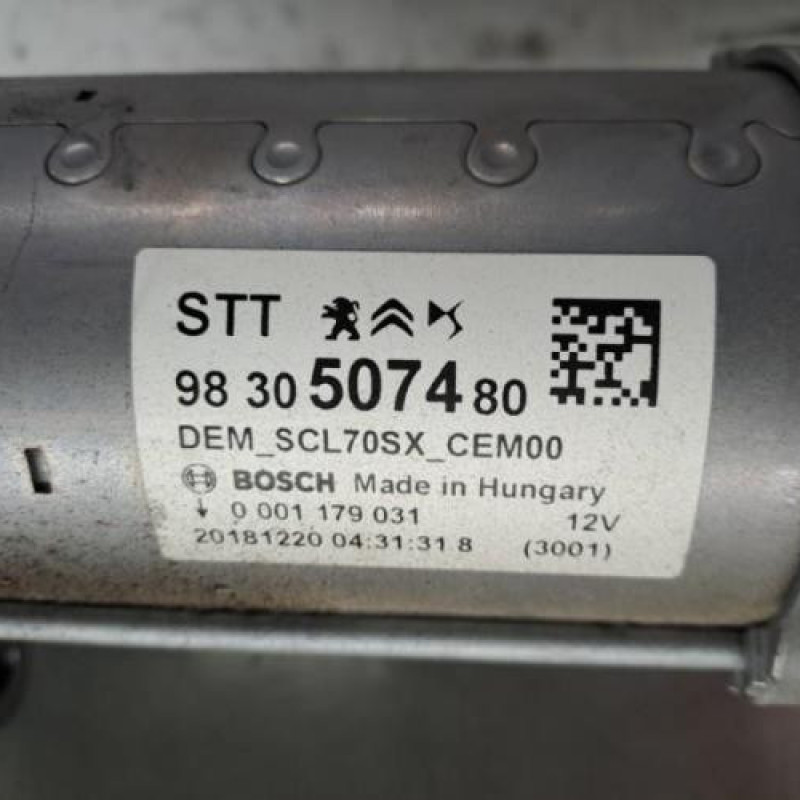 STT
98 30 5074 80
DEM_SCL70SX_CEM00
BOSCH Made in Hungary
0 001 179 031 12V
20181220 04:31:31 8 (3001)